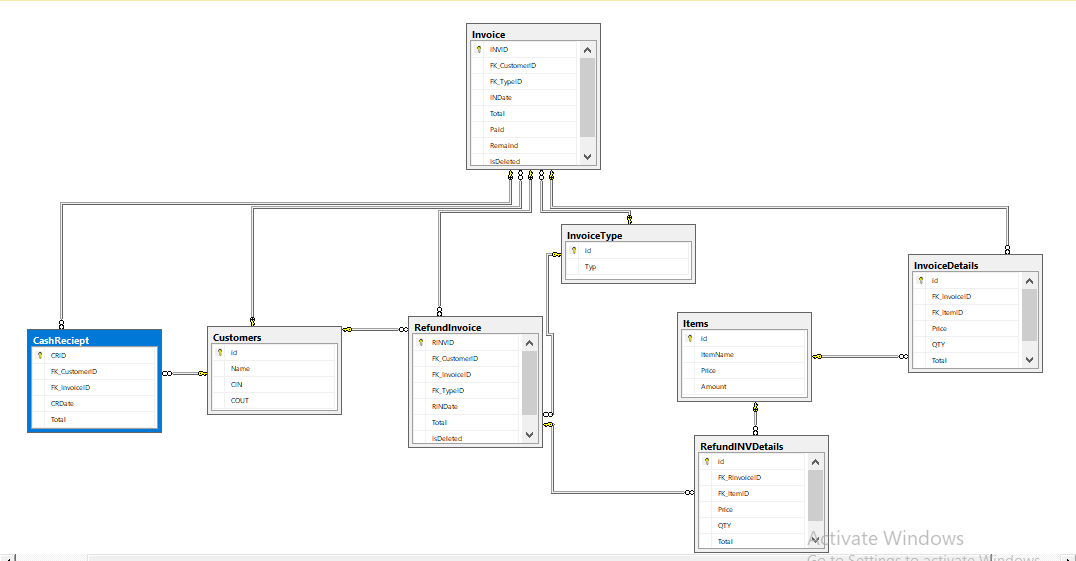 Invoice
INVID
FK_CustomerID
FK_TypeID
INDate
Total
Paid
Remaind
IsDeleted
InvoiceType
id
Typ
InvoiceDetails
id
FK_InvoiceID
FK_ItemID
Price
QTY
Total
CashReciept
CRID
FK_CustomerID
FK_InvoiceID
CRDate
Total
Customers
id
Name
CIN
COUT
RefundInvoice
RINVID
FK_CustomerID
FK_InvoiceID
FK_TypeID
RINDate
Total
IsDeleted
Items
id
ItemName
Price
Amount
RefundINVDetails
id
FK_RInvoiceID
FK_ItemID
Price
QTY
Total
Activate Windows
Go to Settings to activate Windows.